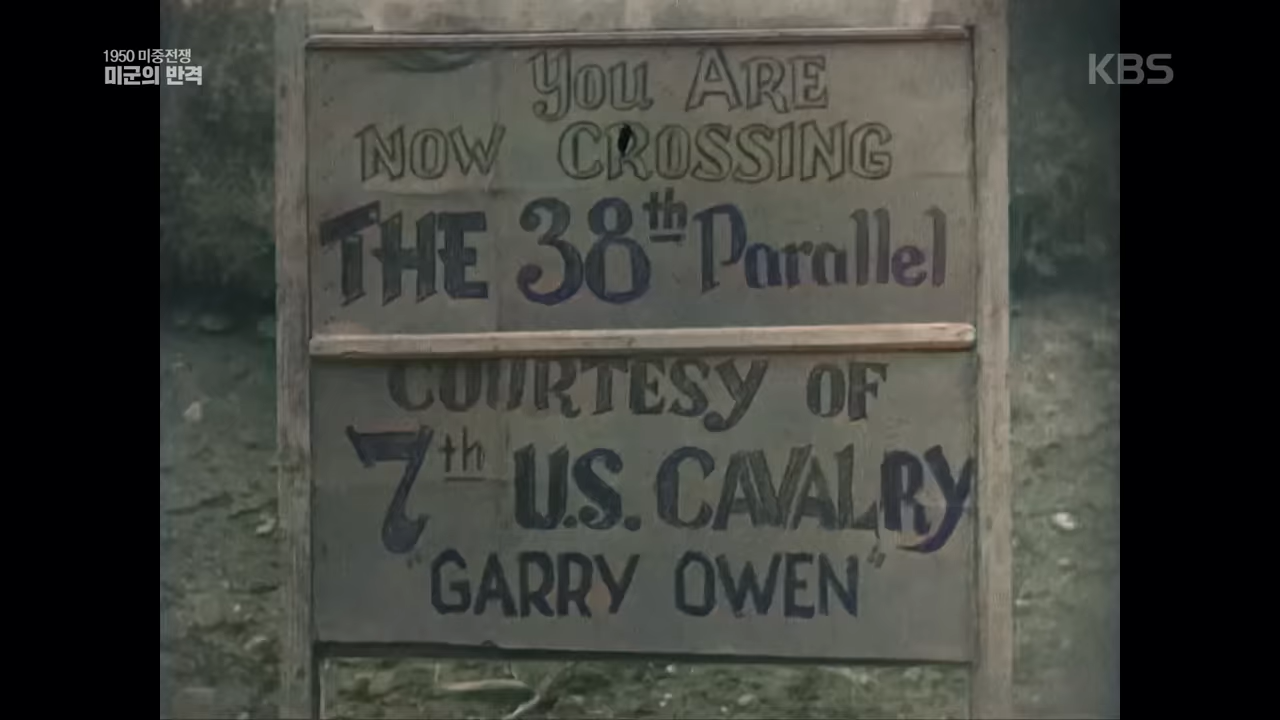 1950 미중전쟁
미군의 반격
KBS
You ARE
NOW CROSSING
THE 38th Parallel
COURTESY OF
7th U.S. CAVALRY
"GARRY OWEN"